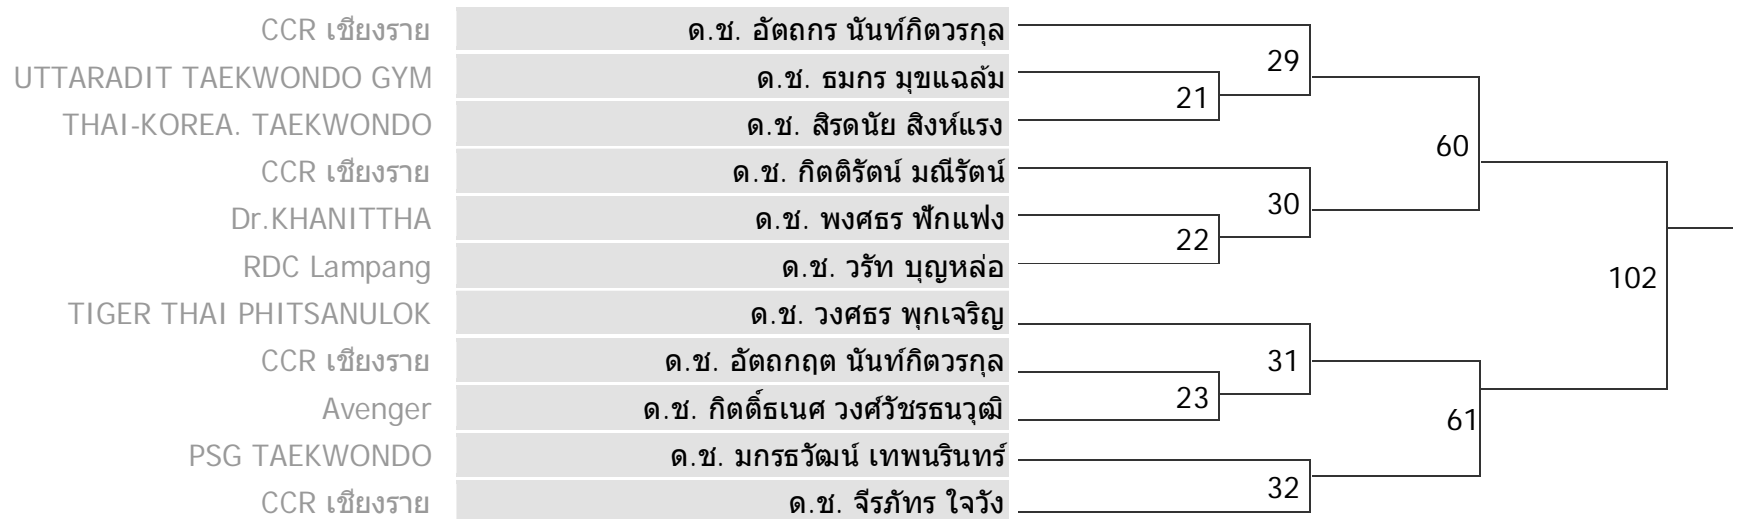 CCR เชียงราย ด.ช. อัตถกร นันท์กิตวรกุล
29
UTTARADIT TAEKWONDO GYM ด.ช. ธมกร มุขแฉล้ม
21
THAI-KOREA. TAEKWONDO ด.ช. สิรดนัย สิงห์แรง
60
CCR เชียงราย ด.ช. กิตติรัตน์ มณีรัตน์
30
Dr.KHANITTHA ด.ช. พงศธร ฟักแฟง
22
RDC Lampang ด.ช. วรัท บุญหล่อ
102
TIGER THAI PHITSANULOK ด.ช. วงศธร พุกเจริญ
CCR เชียงราย ด.ช. อัตถกฤต นันท์กิตวรกุล 31
23
Avenger ด.ช. กิตติ์ธเนศ วงศ์วัชรธนวุฒิ
61
PSG TAEKWONDO ด.ช. มกรธวัฒน์ เทพนรินทร์
32
CCR เชียงราย ด.ช. จีรภัทร ใจวัง